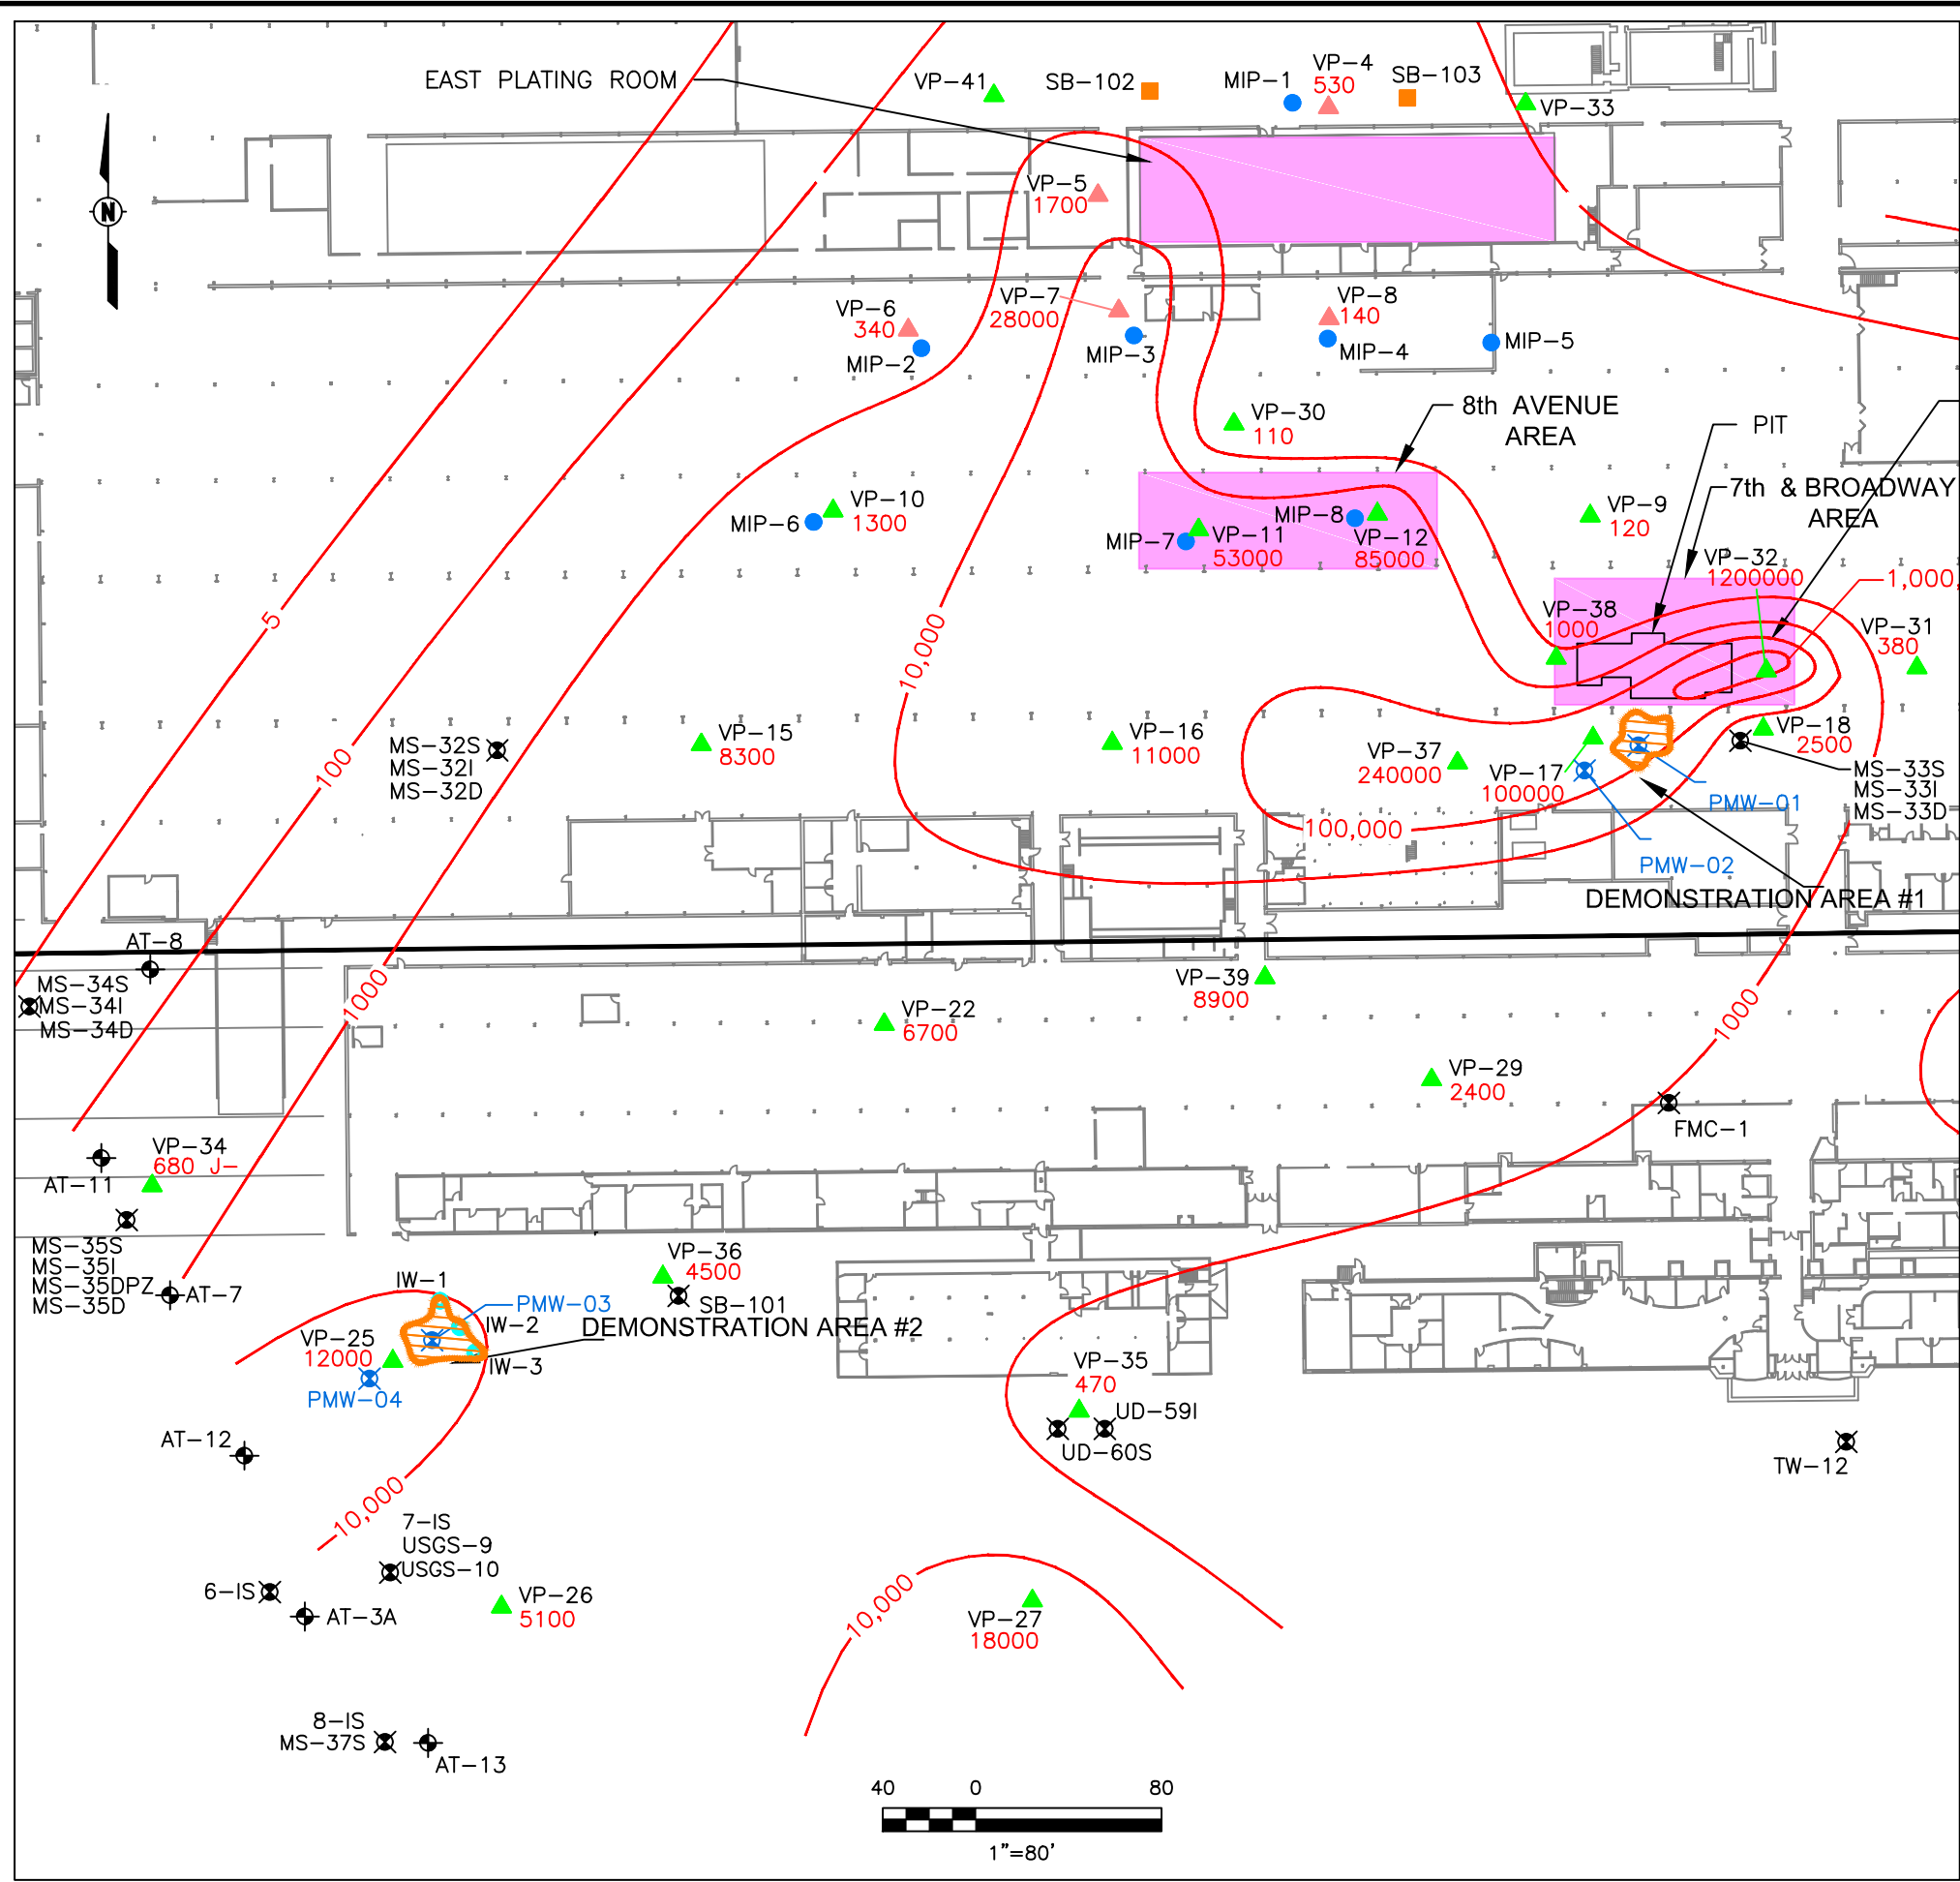 EAST PLATING ROOM
VP-41
SB-102
MIP-1
VP-4
530
SB-103
VP-33
N
VP-5
1700
VP-6
340
MIP-2
VP-7
28000
MIP-3
VP-8
140
MIP-4
MIP-5
VP-30
110
8th AVENUE
AREA
PIT
7th & BROADWAY
AREA
VP-10
1300
MIP-6
MIP-7
VP-11
53000
MIP-8
VP-12
85000
VP-9
120
VP-32
1200000
1,000,
VP-38
1000
VP-31
380
5
100
10,000
MS-32S
MS-32I
MS-32D
VP-15
8300
VP-16
11000
VP-37
240000
VP-17
100000
VP-18
2500
MS-33S
MS-33I
MS-33D
PMW-01
PMW-02
100,000
DEMONSTRATION AREA #1
AT-8
MS-34S
MS-34I
MS-34D
1000
VP-39
8900
VP-22
6700
1000
VP-29
2400
FMC-1
VP-34
680 J-
AT-11
MS-35S
MS-35I
MS-35DPZ
MS-35D
AT-7
VP-36
4500
SB-101
IW-1
PMW-03
IW-2
IW-3
DEMONSTRATION AREA #2
VP-25
12000
PMW-04
VP-35
470
UD-59I
UD-60S
AT-12
TW-12
10,000
7-IS
USGS-9
USGS-10
6-IS
AT-3A
VP-26
5100
10,000
VP-27
18000
8-IS
MS-37S
AT-13
40 0 80
1"=80'